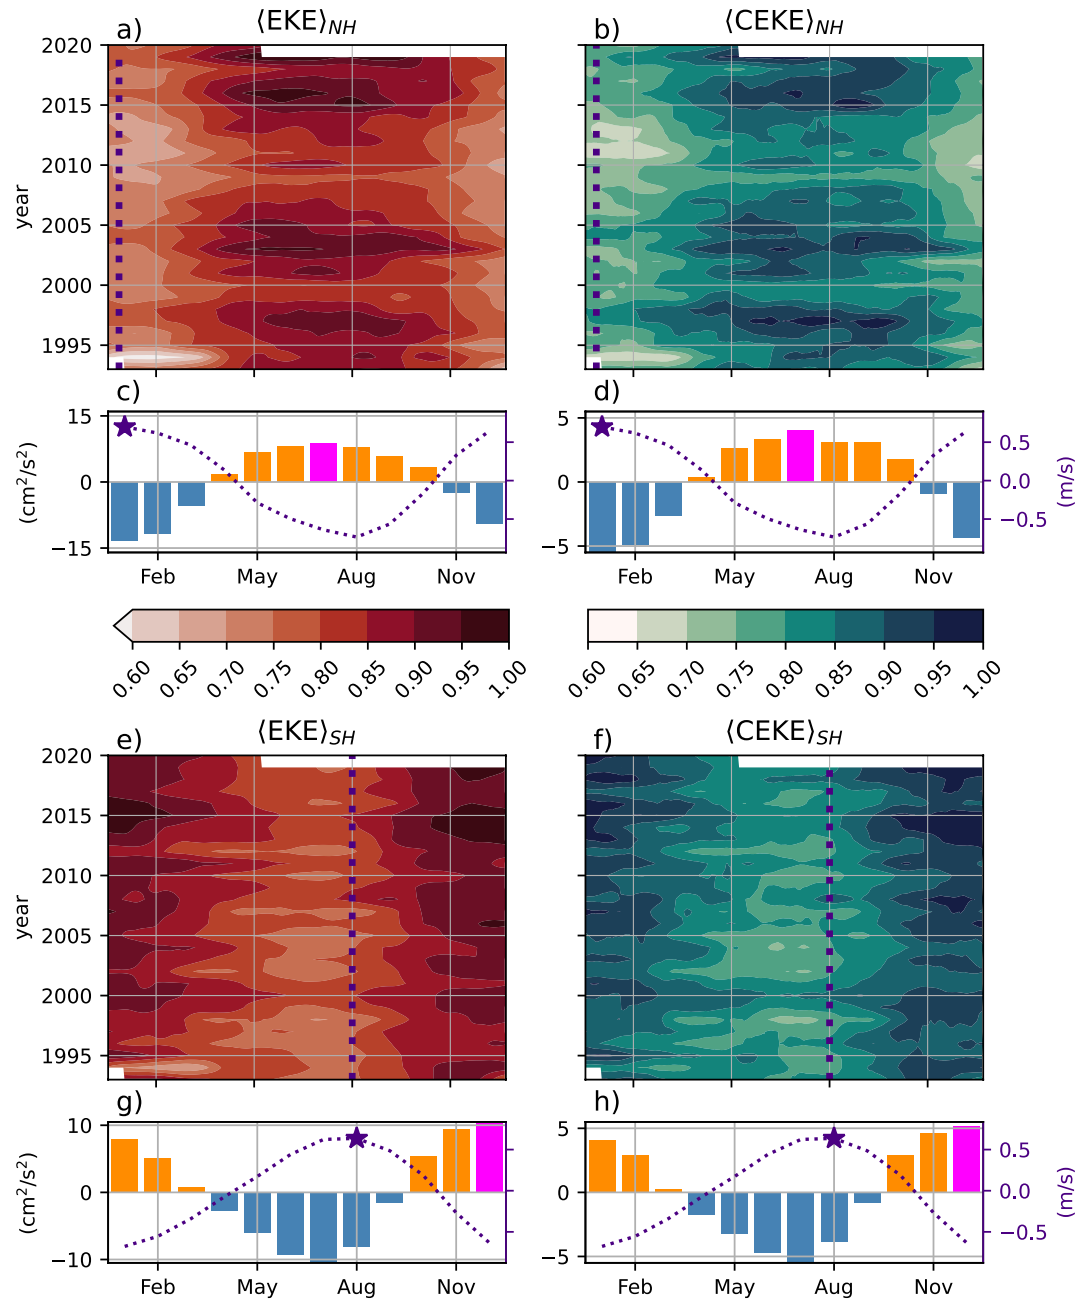 a) ⟨EKE⟩NH b) ⟨CEKE⟩NH
2020
2015
2010
2005
2000
1995
year
c) d)
15
0
−15
(cm²/s²)
5
0
−5
0.5
0.0
−0.5
(m/s)
Feb May Aug Nov Feb May Aug Nov
0.60 0.65 0.70 0.75 0.80 0.85 0.90 0.95 1.00
0.60 0.65 0.70 0.75 0.80 0.85 0.90 0.95 1.00
e) ⟨EKE⟩SH f) ⟨CEKE⟩SH
2020
2015
2010
2005
2000
1995
year
g) h)
10
0
−10
(cm²/s²)
5
0
−5
0.5
0.0
−0.5
(m/s)
Feb May Aug Nov Feb May Aug Nov